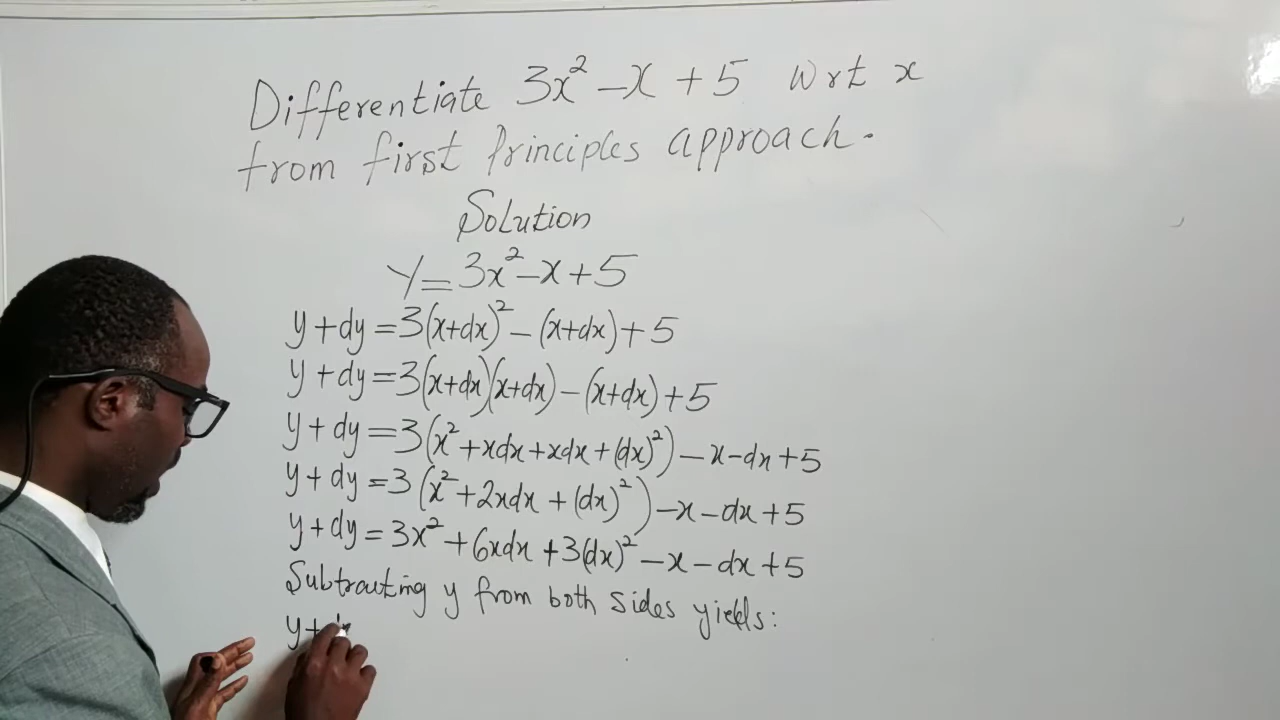 Differentiate 3x² - x + 5 wrt x
from first Principles approach.
Solution
Y = 3x² - x + 5
y + dy = 3(x+dx)² - (x+dx) + 5
y + dy = 3(x+dx)(x+dx) - (x+dx) + 5
y + dy = 3(x² + xdx + xdx + (dx)²) - x - dx + 5
y + dy = 3(x² + 2xdx + (dx)²) - x - dx + 5
y + dy = 3x² + 6xdx + 3(dx)² - x - dx + 5
Subtracting y from both sides yields:
y +